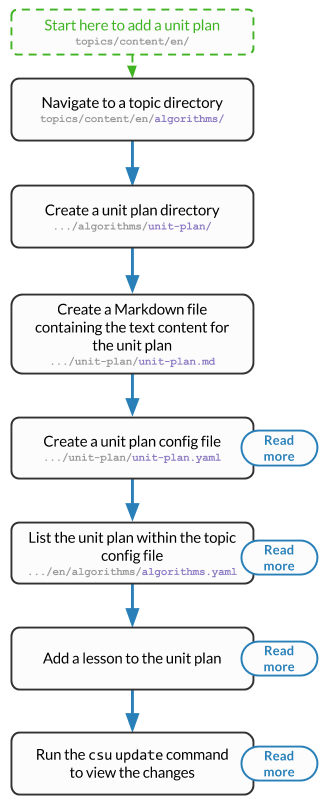 Start here to add a unit plan
topics/content/en/
Navigate to a topic directory
topics/content/en/algorithms/
Create a unit plan directory
.../algorithms/unit-plan/
Create a Markdown file
containing the text content for
the unit plan
.../unit-plan/unit-plan.md
Create a unit plan config file
.../unit-plan/unit-plan.yaml
Read
more
List the unit plan within the topic
config file
.../en/algorithms/algorithms.yaml
Read
more
Add a lesson to the unit plan
Read
more
Run the csu update command
to view the changes
Read
more